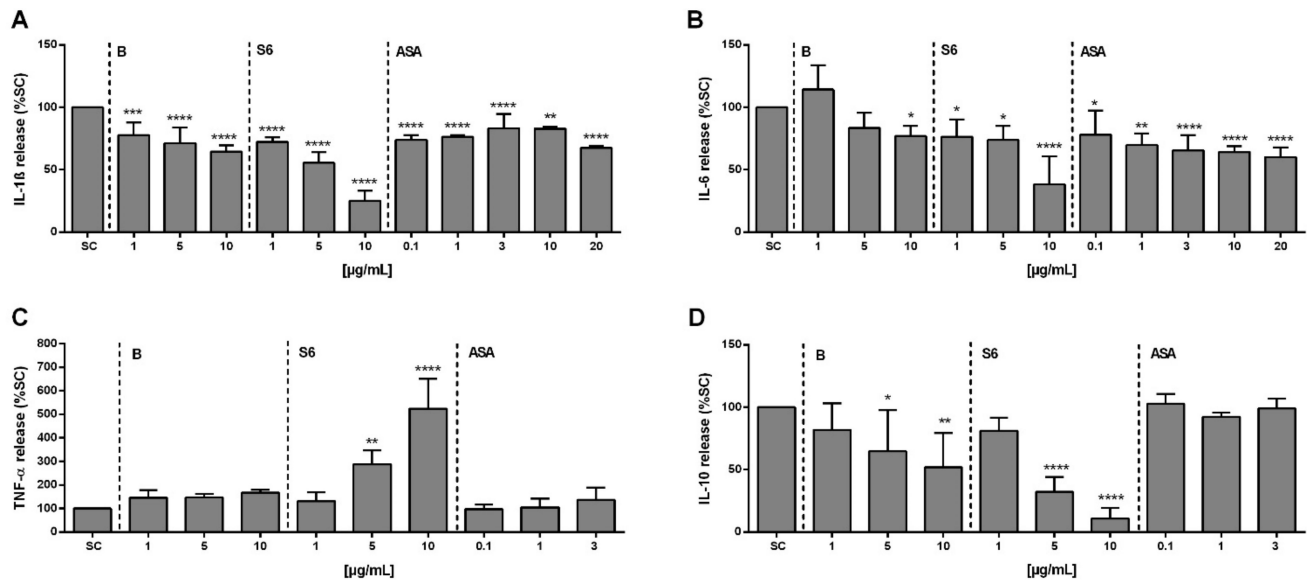 A
B S6 ASA
IL-1ß release (%SC)
150
100
50
0
*** **** **** **** **** **** **** **** **** ** ****
SC 1 5 10 1 5 10 0.1 1 3 10 20
[µg/mL]
B
B S6 ASA
IL-6 release (%SC)
150
100
50
0
* * * **** * ** **** **** ****
SC 1 5 10 1 5 10 0.1 1 3 10 20
[µg/mL]
C
B S6 ASA
TNF-α release (%SC)
800
700
600
500
400
300
200
100
0
** ****
SC 1 5 10 1 5 10 0.1 1 3
[µg/mL]
D
B S6 ASA
IL-10 release (%SC)
150
100
50
0
* ** **** ****
SC 1 5 10 1 5 10 0.1 1 3
[µg/mL]